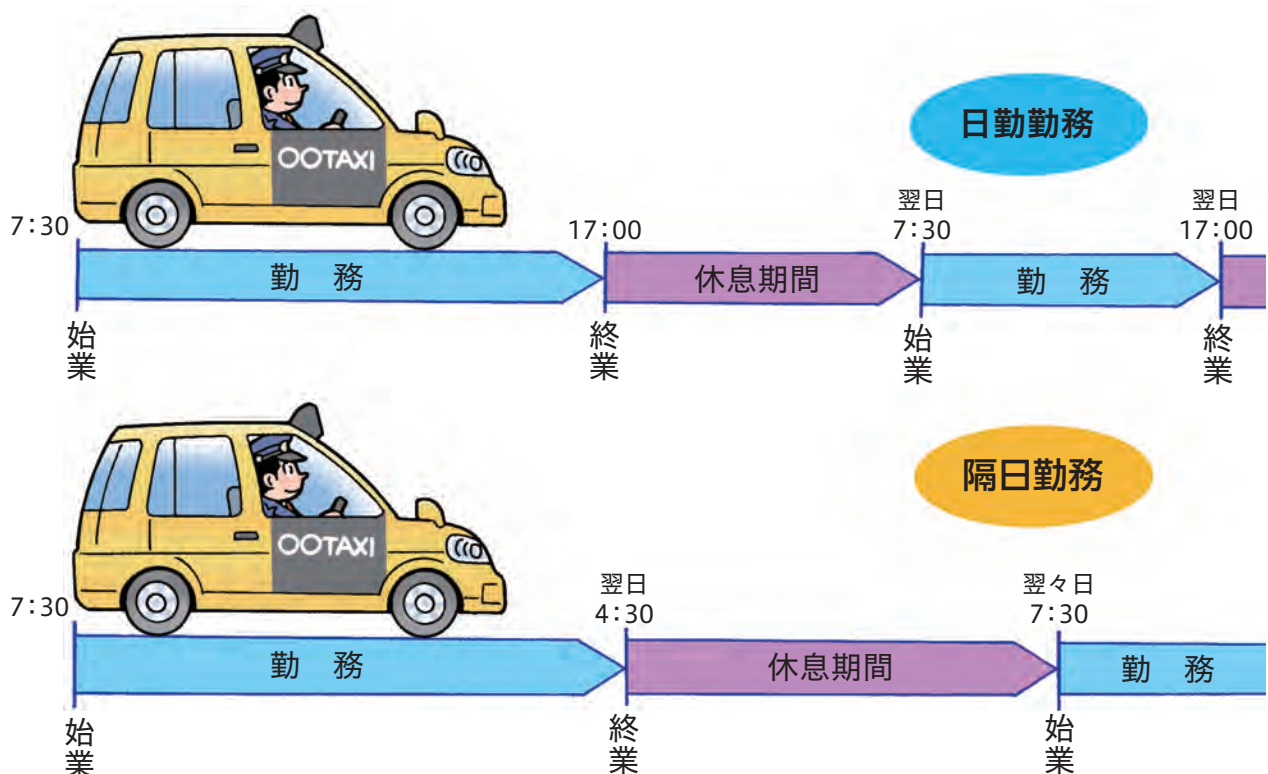 日勤勤務
OOTAXI
7:30
17:00
翌日
7:30
翌日
17:00
勤務
休息期間
勤務
始業
終業
始業
終業
隔日勤務
OOTAXI
7:30
翌日
4:30
翌々日
7:30
勤務
休息期間
勤務
始業
終業
始業